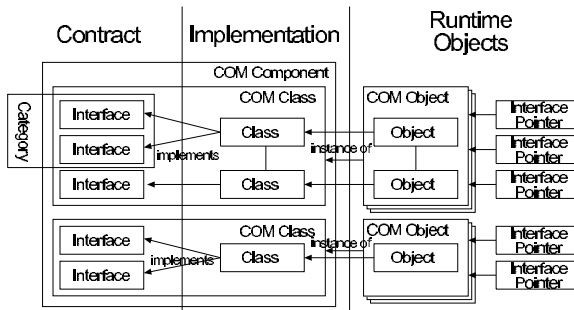 Contract
Implementation
Runtime
Objects
COM Component
COM Class
COM Object
Category
Interface
Interface
Interface
implements
Class
Class
instance of
Object
Object
Interface
Pointer
Interface
Pointer
Interface
Pointer
COM Class
COM Object
Interface
Interface
implements
Class
instance of
Object
Interface
Pointer
Interface
Pointer